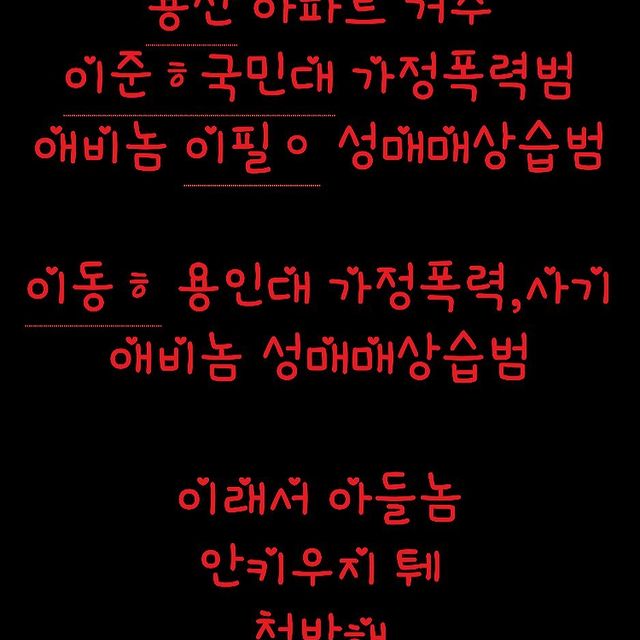 용산 아파트 거주
이준ㅎ국민대 가정폭력범
애비놈 이필ㅇ 성매매상습범
이동ㅎ 용인대 가정폭력,사기
애비놈 성매매상습범
이래서 아들놈
안키우지 퉤